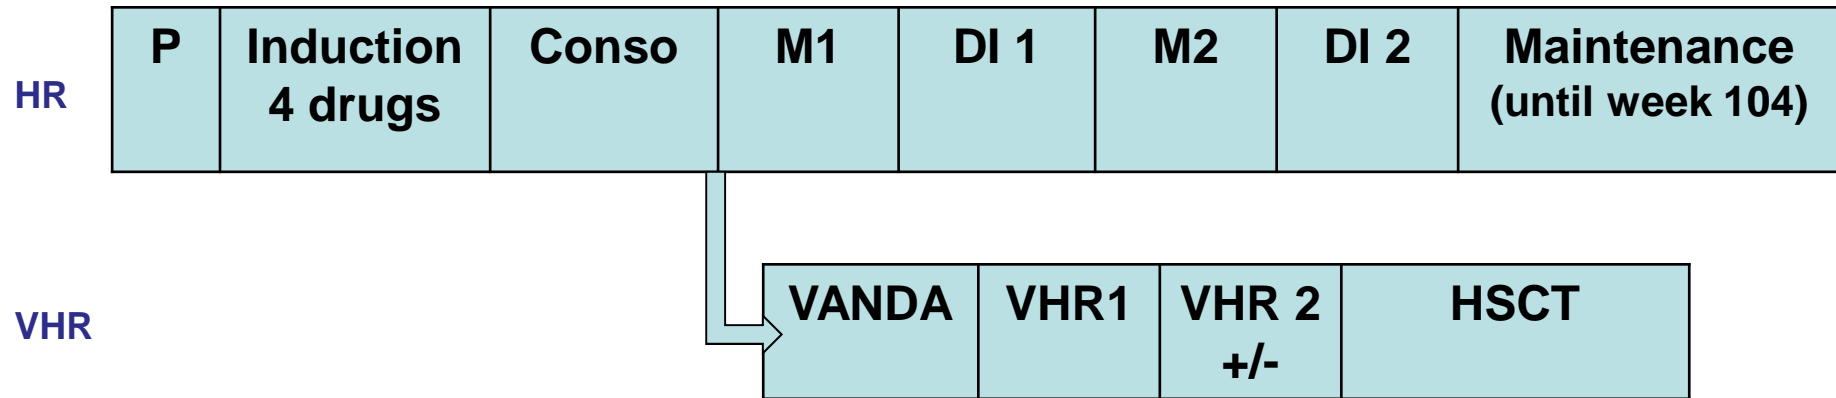 HR
P
Induction
4 drugs
Conso
M1
DI 1
M2
DI 2
Maintenance
(until week 104)
VHR
VANDA
VHR1
VHR 2
+/-
HSCT